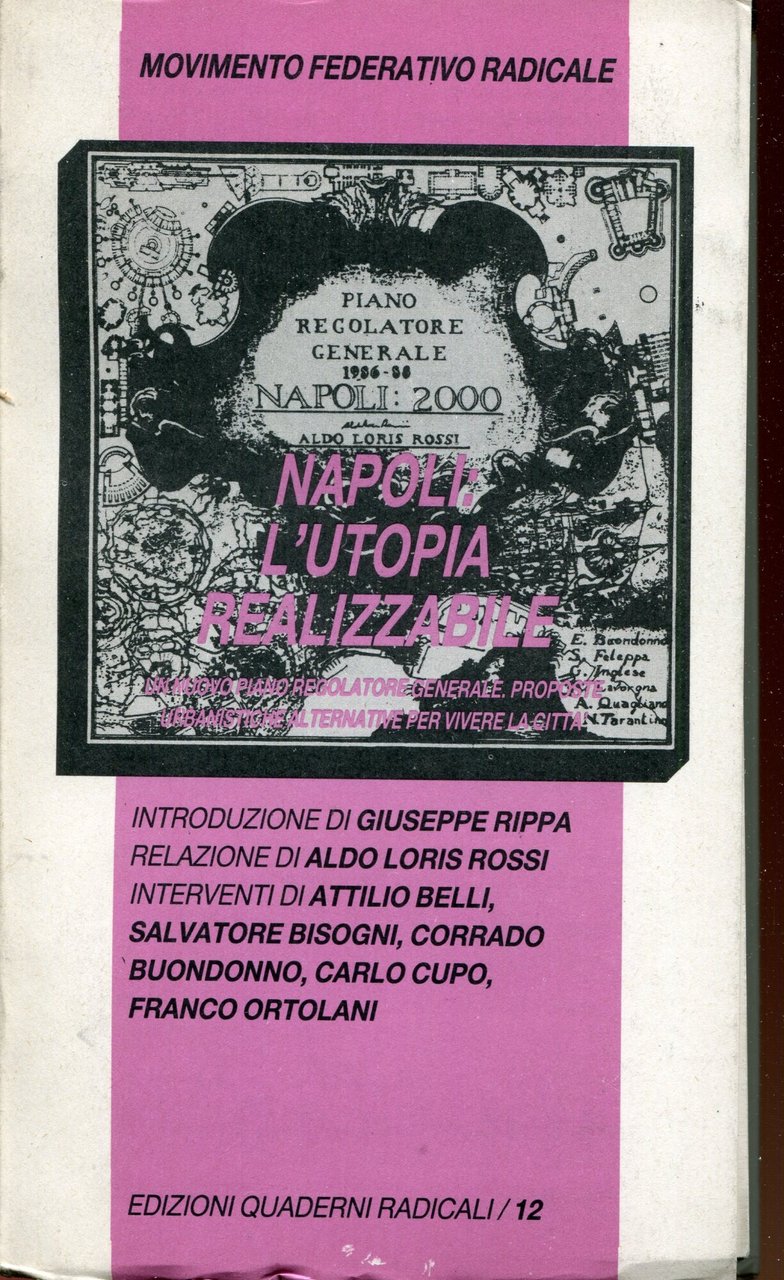 MOVIMENTO FEDERATIVO RADICALE
PIANO
REGOLATORE
GENERALE
1986-88
NAPOLI: 2000
ALDO LORIS ROSSI
NAPOLI:
L'UTOPIA
REALIZZABILE
UN NUOVO PIANO REGOLATORE GENERALE. PROPOSTE
URBANISTICHE ALTERNATIVE PER VIVERE LA CITTA'
E. Buondonno
S. Feleppa
G. Inglese
A. Quagliano
N. Tarantino
INTRODUZIONE DI GIUSEPPE RIPPA
RELAZIONE DI ALDO LORIS ROSSI
INTERVENTI DI ATTILIO BELLI,
SALVATORE BISOGNI, CORRADO
BUONDONNO, CARLO CUPO,
FRANCO ORTOLANI
EDIZIONI QUADERNI RADICALI / 12